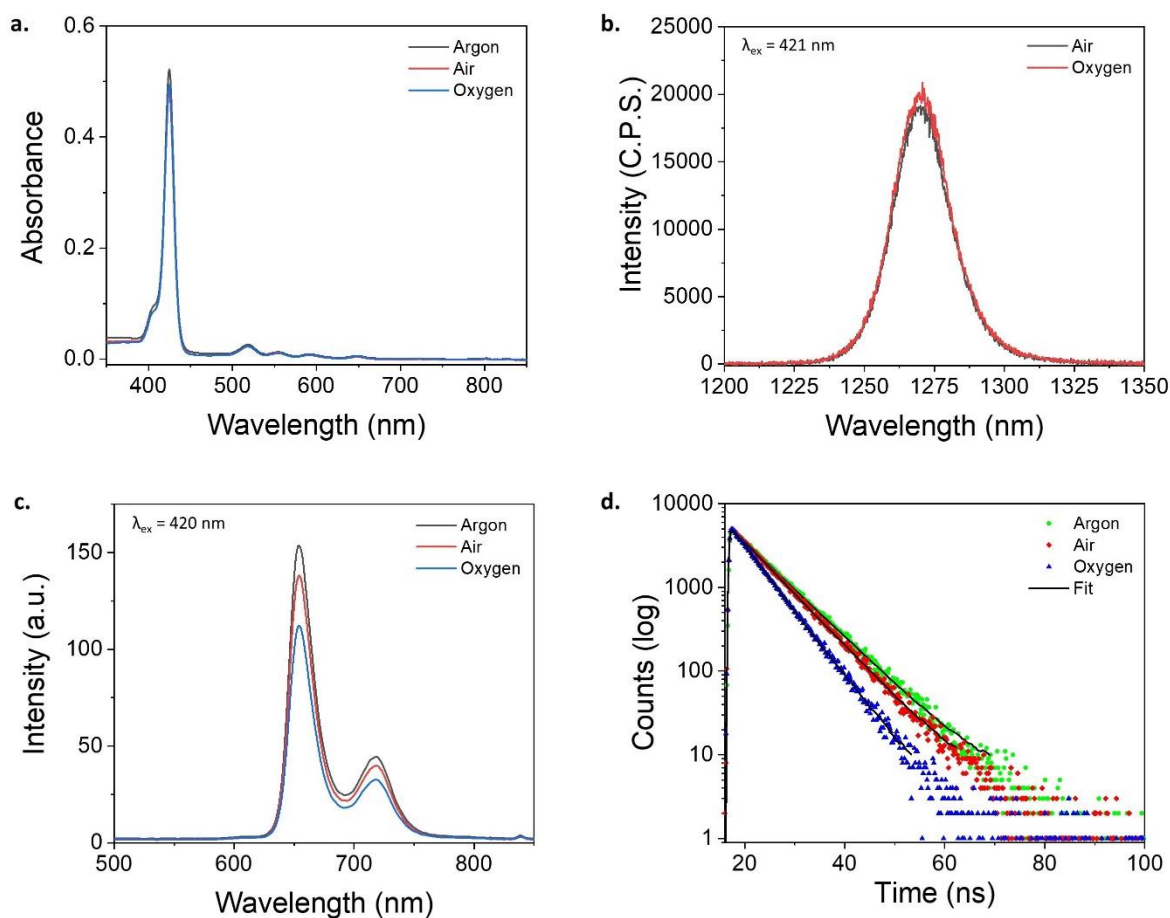 a.
0.6
0.4
0.2
0.0
Absorbance
Argon
Air
Oxygen
400 500 600 700 800
Wavelength (nm)
b.
25000
20000
15000
10000
5000
0
Intensity (C.P.S.)
λex = 421 nm
Air
Oxygen
1200 1225 1250 1275 1300 1325 1350
Wavelength (nm)
c.
150
100
50
0
Intensity (a.u.)
λex = 420 nm
Argon
Air
Oxygen
500 600 700 800
Wavelength (nm)
d.
10000
1000
100
10
1
Counts (log)
Argon
Air
Oxygen
Fit
20 40 60 80 100
Time (ns)